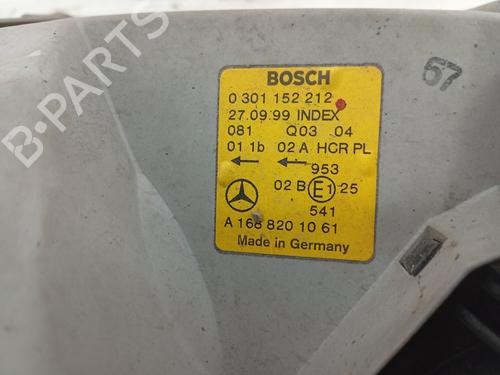 BOSCH
0 301 152 212
27.09.99 INDEX
081 Q03 04
01 1b 02 A HCR PL
953
02 B E1 25
541
A 168 820 10 61
Made in Germany
67
B-PARTS